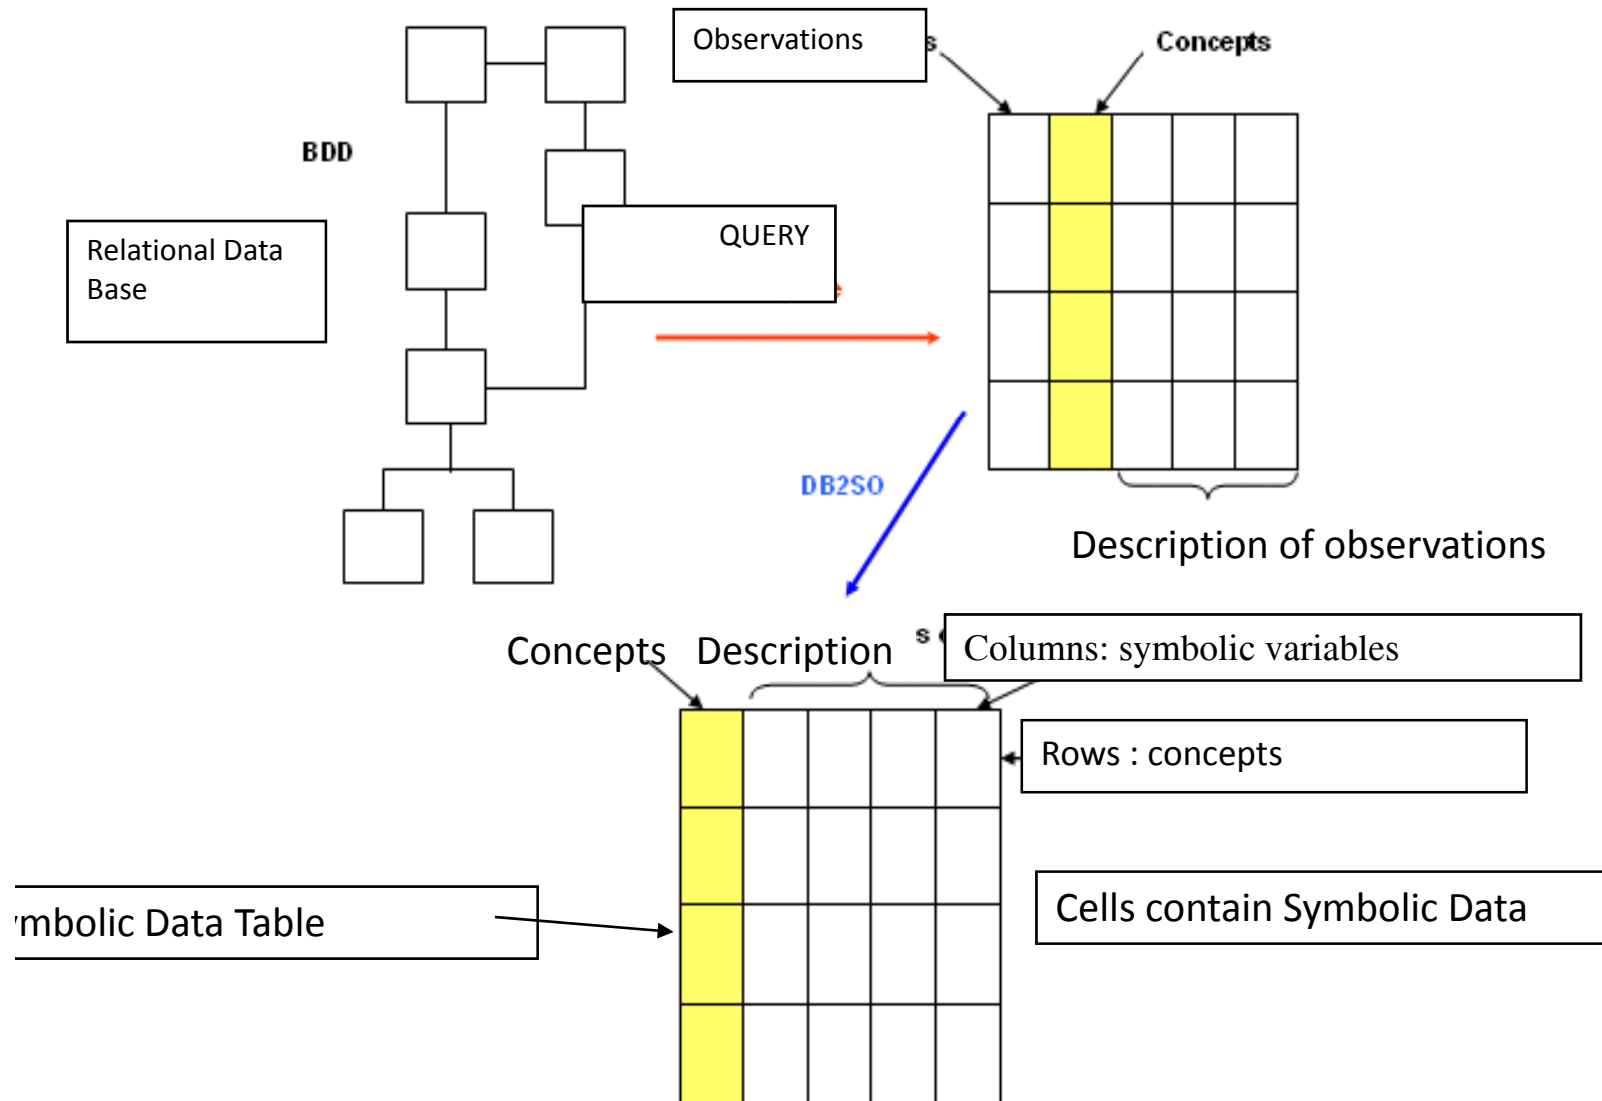 Observations
s
Concepts
BDD
Relational Data
Base
QUERY
DB2SO
Description of observations
Concepts Description
s
Columns: symbolic variables
Rows : concepts
ymbolic Data Table
Cells contain Symbolic Data